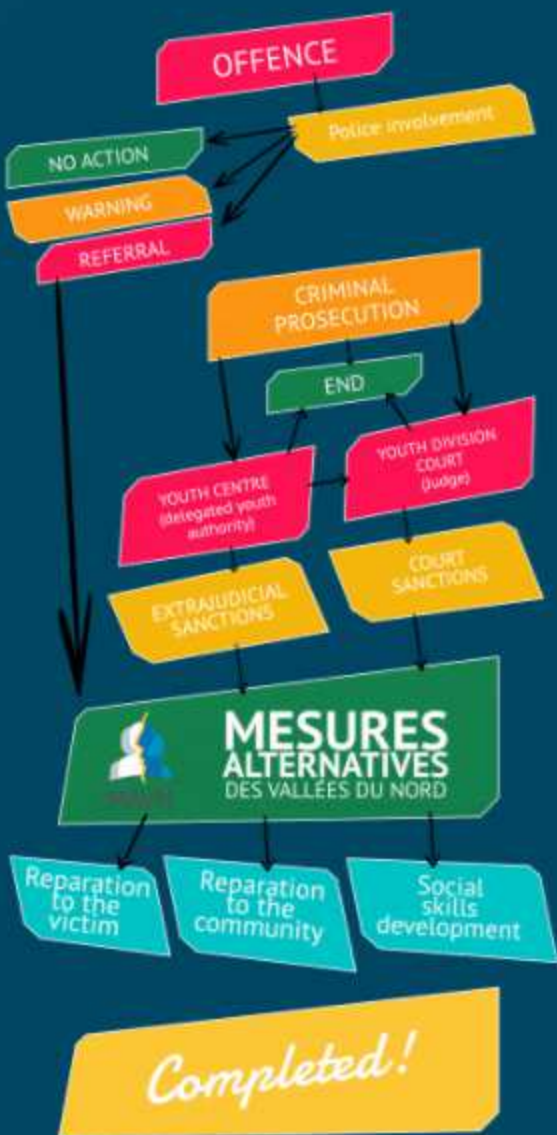 OFFENCE
Police involvement
NO ACTION
WARNING
REFERRAL
CRIMINAL
PROSECUTION
END
YOUTH CENTRE
(delegated youth
authority)
YOUTH DIVISION
COURT
(Judge)
EXTRAJUDICIAL
SANCTIONS
COURT
SANCTIONS
MESURES
ALTERNATIVES
DES VALLÉES DU NORD
Reparation
to the
victim
Reparation
to the
community
Social
skills
development
Completed!